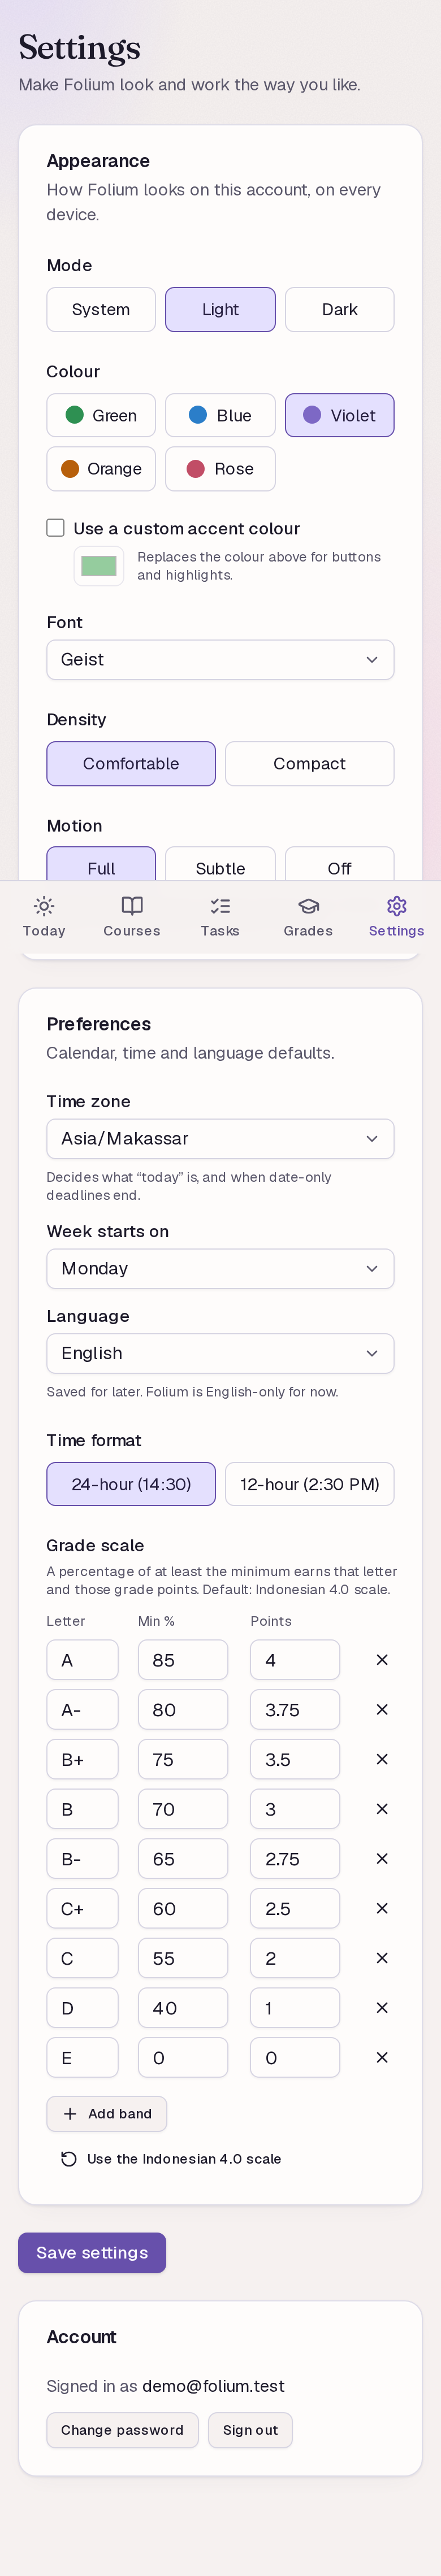 Settings
Make Folium look and work the way you like.
Appearance
How Folium looks on this account, on every
device.
Mode
System Light Dark
Colour
Green Blue Violet
Orange Rose
Use a custom accent colour
Replaces the colour above for buttons
and highlights.
Font
Geist
Density
Comfortable Compact
Motion
Full Subtle Off
Today Courses Tasks Grades Settings
Preferences
Calendar, time and language defaults.
Time zone
Asia/Makassar
Decides what “today” is, and when date-only
deadlines end.
Week starts on
Monday
Language
English
Saved for later. Folium is English-only for now.
Time format
24-hour (14:30) 12-hour (2:30 PM)
Grade scale
A percentage of at least the minimum earns that letter
and those grade points. Default: Indonesian 4.0 scale.
Letter Min % Points
A 85 4
A- 80 3.75
B+ 75 3.5
B 70 3
B- 65 2.75
C+ 60 2.5
C 55 2
D 40 1
E 0 0
Add band
Use the Indonesian 4.0 scale
Save settings
Account
Signed in as demo@folium.test
Change password Sign out